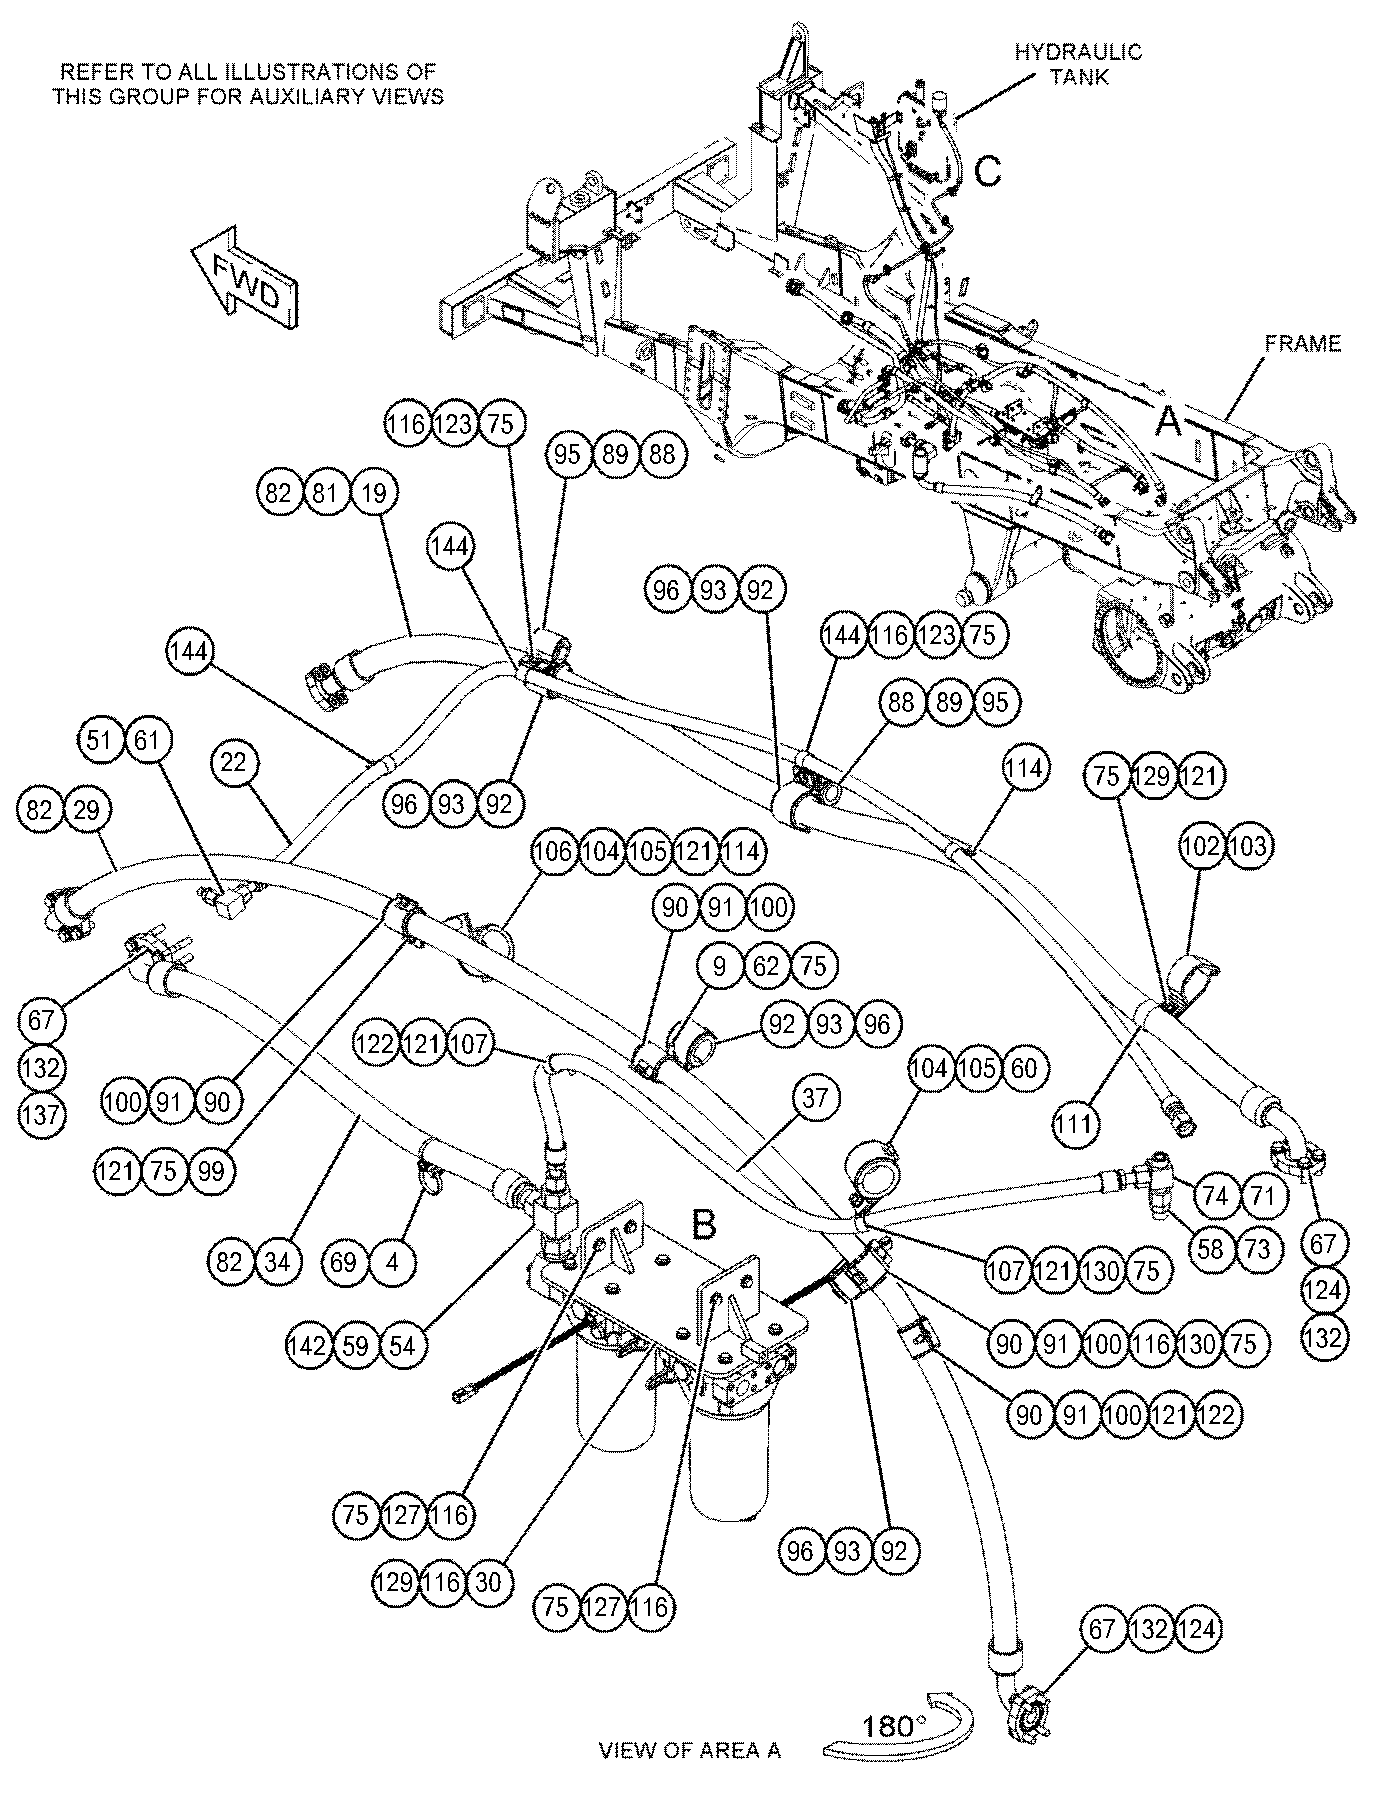 REFER TO ALL ILLUSTRATIONS OF
THIS GROUP FOR AUXILIARY VIEWS
HYDRAULIC
TANK
C
FWD
FRAME
A
116 123 75
95 89 88
82 81 19
144
96 93 92
144 116 123 75
144
88 89 95
51 61
22
114
75 129 121
96 93 92
82 29
102 103
106 104 105 121 114
90 91 100
9 62 75
92 93 96
67
132
137
122 121 107
104 105 60
100 91 90
37
111
121 75 99
74 71
B
58 73
67
124
132
82 34
69 4
107 121 130 75
142 59 54
90 91 100 116 130 75
90 91 100 121 122
75 127 116
96 93 92
129 116 30
75 127 116
67 132 124
180°
VIEW OF AREA A